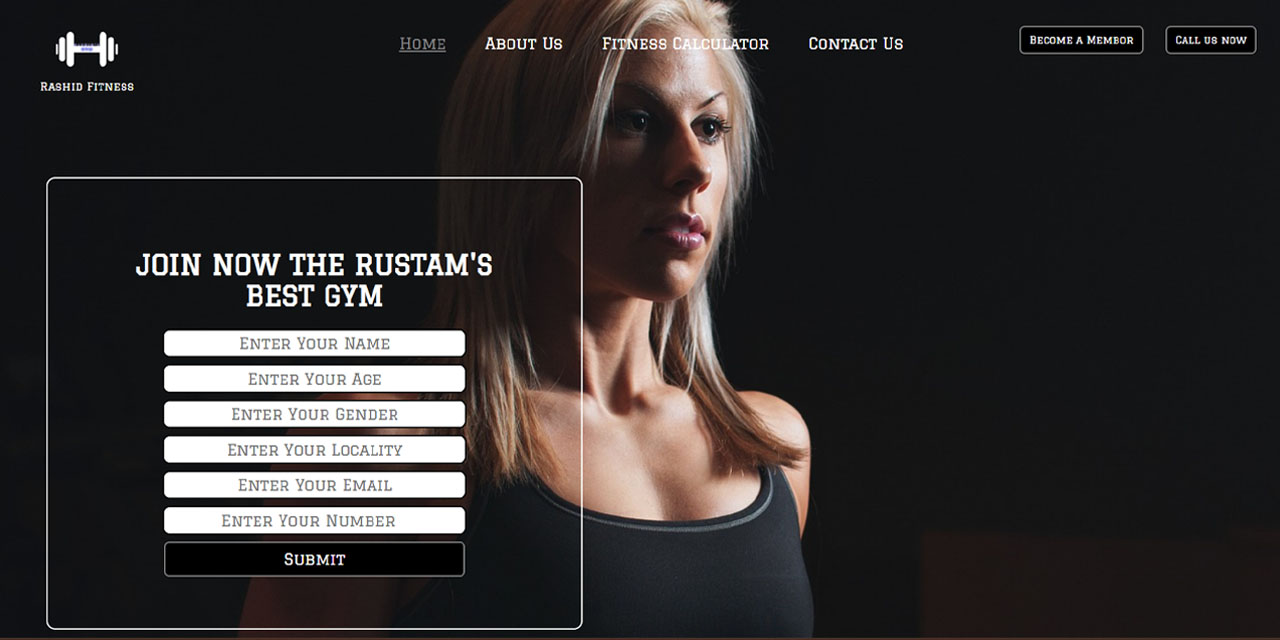 Home
About Us
Fitness Calculator
Contact Us
Become a Membor
Call us now
Rashid Fitness
JOIN NOW THE RUSTAM'S
BEST GYM
Enter Your Name
Enter Your Age
Enter Your Gender
Enter Your Locality
Enter Your Email
Enter Your Number
Submit